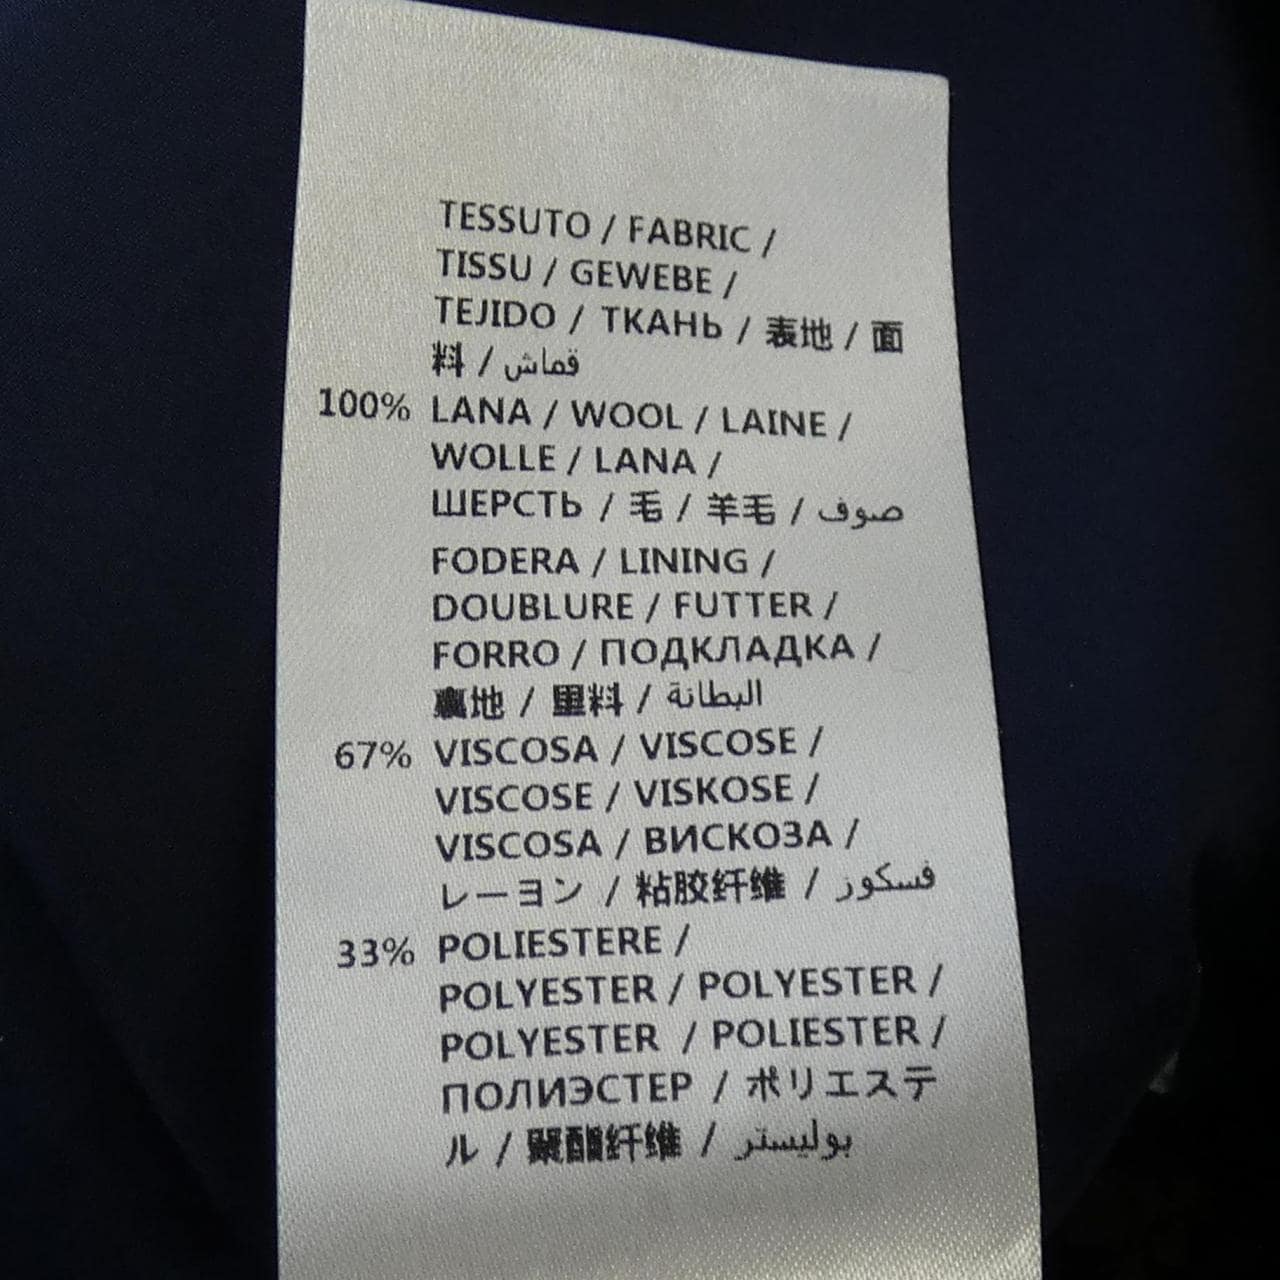 TESSUTO / FABRIC /
TISSU / GEWEBE /
TEJIDO / ТКАНЬ / 表地 / 面
料 / قماش
100% LANA / WOOL / LAINE /
WOLLE / LANA /
ШЕРСТЬ / 毛 / 羊毛 / صوف
FODERA / LINING /
DOUBLURE / FUTTER /
FORRO / ПОДКЛАДКА /
裏地 / 里料 / البطانة
67% VISCOSA / VISCOSE /
VISCOSE / VISKOSE /
VISCOSA / ВИСКОЗА /
レーヨン / 粘胶纤维 / فسكوز
33% POLIESTERE /
POLYESTER / POLYESTER /
POLYESTER / POLIESTER /
ПОЛИЭСТЕР / ポリエステ
ル / 聚酯纤维 / بوليستر